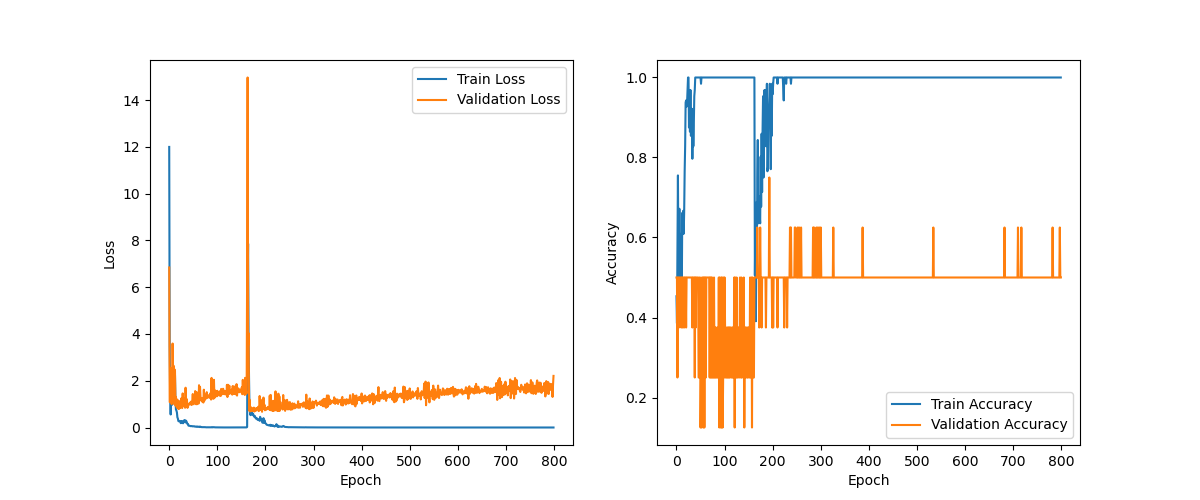 Train Loss
Validation Loss
14
12
10
8
6
4
2
0
Loss
0 100 200 300 400 500 600 700 800
Epoch
1.0
0.8
0.6
0.4
0.2
Accuracy
Train Accuracy
Validation Accuracy
0 100 200 300 400 500 600 700 800
Epoch